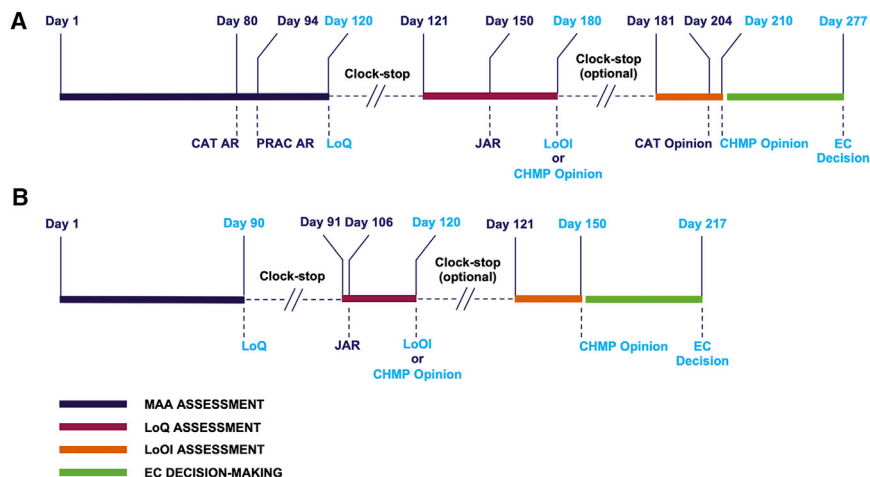 A
Day 1
Day 80
Day 94
Day 120
Day 121
Day 150
Day 180
Day 181
Day 204
Day 210
Day 277
Clock-stop
Clock-stop
(optional)
CAT AR
PRAC AR
LoQ
JAR
LoOI
or
CHMP Opinion
CAT Opinion
CHMP Opinion
EC
Decision
B
Day 1
Day 90
Day 91
Day 106
Day 120
Day 121
Day 150
Day 217
Clock-stop
Clock-stop
(optional)
LoQ
JAR
LoOI
or
CHMP Opinion
CHMP Opinion
EC
Decision
MAA ASSESSMENT
LoQ ASSESSMENT
LoOI ASSESSMENT
EC DECISION-MAKING